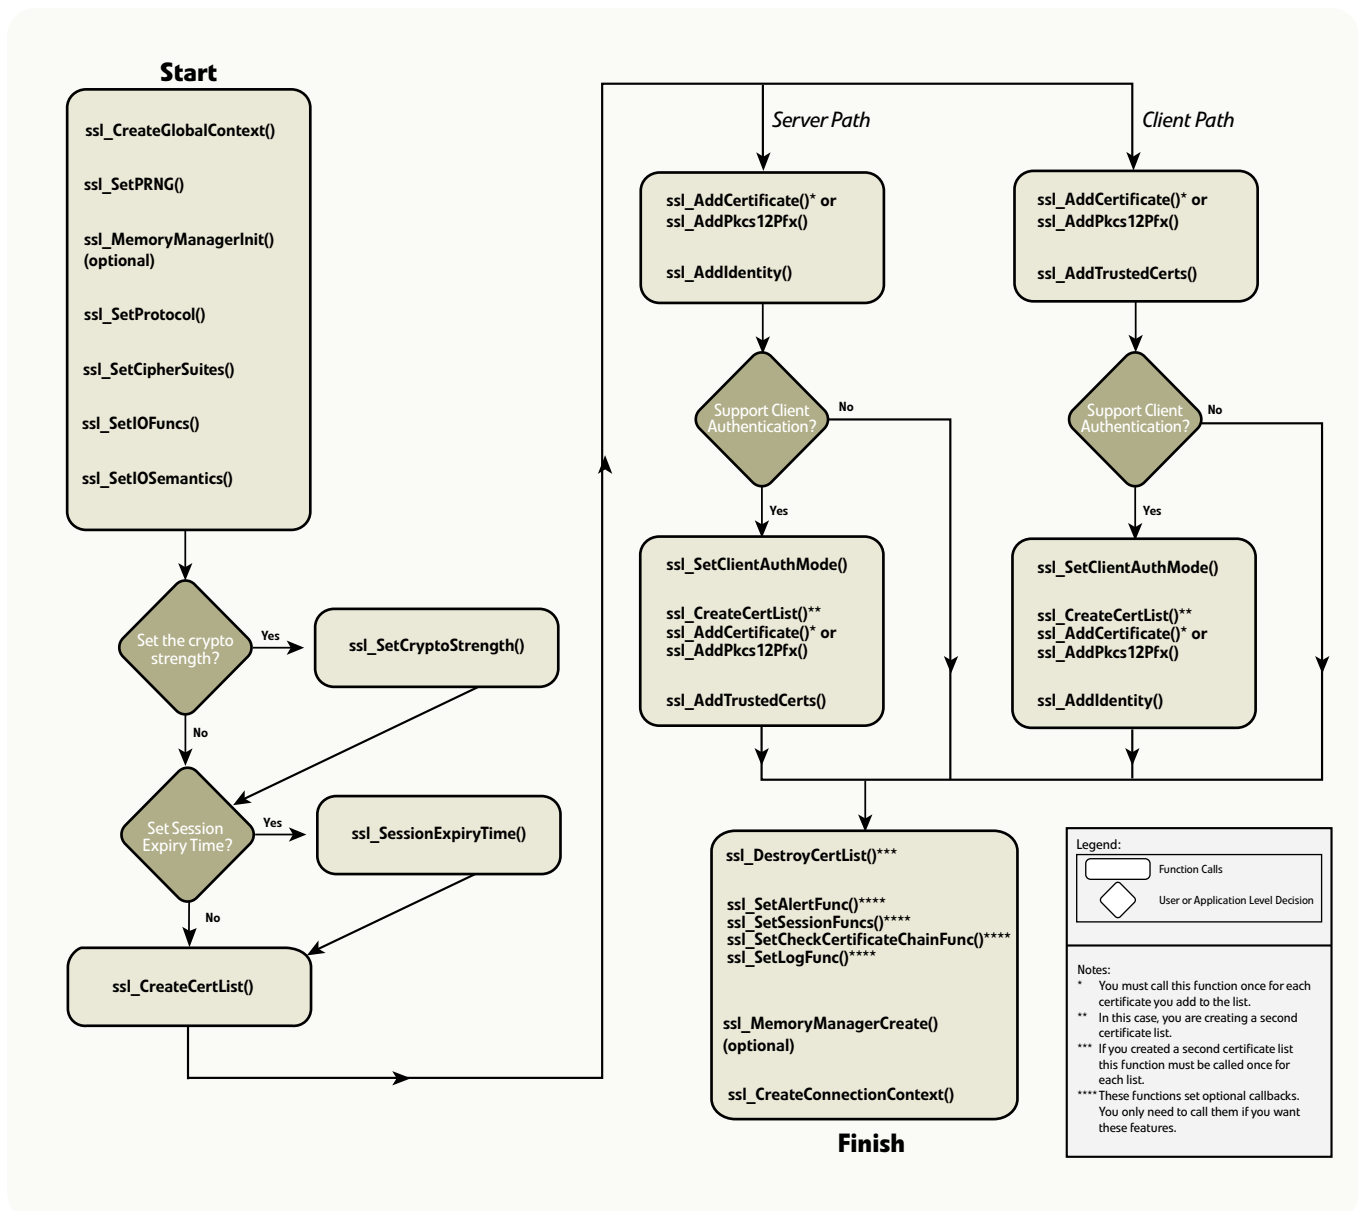 Start
ssl_CreateGlobalContext()
ssl_SetPRNG()
ssl_MemoryManagerInit()
(optional)
ssl_SetProtocol()
ssl_SetCipherSuites()
ssl_SetIOFuncs()
ssl_SetIOSemantics()
Set the crypto
strength?
Yes
ssl_SetCryptoStrength()
No
Set Session
Expiry Time?
Yes
ssl_SessionExpiryTime()
No
ssl_CreateCertList()
Server Path
ssl_AddCertificate()* or
ssl_AddPkcs12Pfx()
ssl_AddIdentity()
Support Client
Authentication?
No
Yes
ssl_SetClientAuthMode()
ssl_CreateCertList()**
ssl_AddCertificate()* or
ssl_AddPkcs12Pfx()
ssl_AddTrustedCerts()
Client Path
ssl_AddCertificate()* or
ssl_AddPkcs12Pfx()
ssl_AddTrustedCerts()
Support Client
Authentication?
No
Yes
ssl_SetClientAuthMode()
ssl_CreateCertList()**
ssl_AddCertificate()* or
ssl_AddPkcs12Pfx()
ssl_AddIdentity()
ssl_DestroyCertList()***
ssl_SetAlertFunc()****
ssl_SetSessionFuncs()****
ssl_SetCheckCertificateChainFunc()****
ssl_SetLogFunc()****
ssl_MemoryManagerCreate()
(optional)
ssl_CreateConnectionContext()
Finish
Legend:
Function Calls
User or Application Level Decision
Notes:
* You must call this function once for each
certificate you add to the list.
** In this case, you are creating a second
certificate list.
*** If you created a second certificate list
this function must be called once for
each list.
**** These functions set optional callbacks.
You only need to call them if you want
these features.